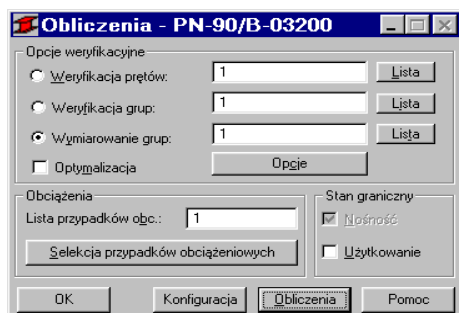 Obliczenia - PN-90/B-03200
Opcje weryfikacyjne
Weryfikacja prętów: 1 Lista
Weryfikacja grup: 1 Lista
Wymiarowanie grup: 1 Lista
Optymalizacja Opcje
Obciążenia Stan graniczny
Lista przypadków obc.: 1 Nośność
Selekcja przypadków obciążeniowych Użytkowanie
OK Konfiguracja Obliczenia Pomoc